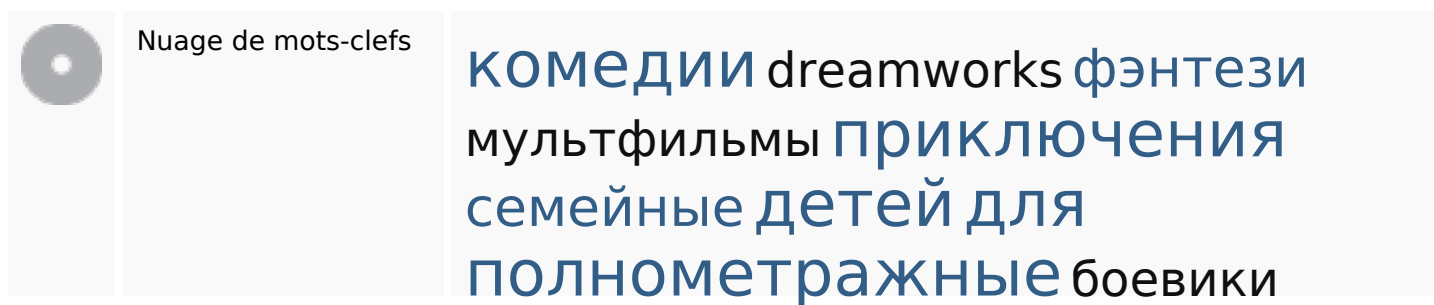 Nuage de mots-clefs
комедии dreamworks фэнтези
мультфильмы приключения
семейные детей для
полнометражные боевики